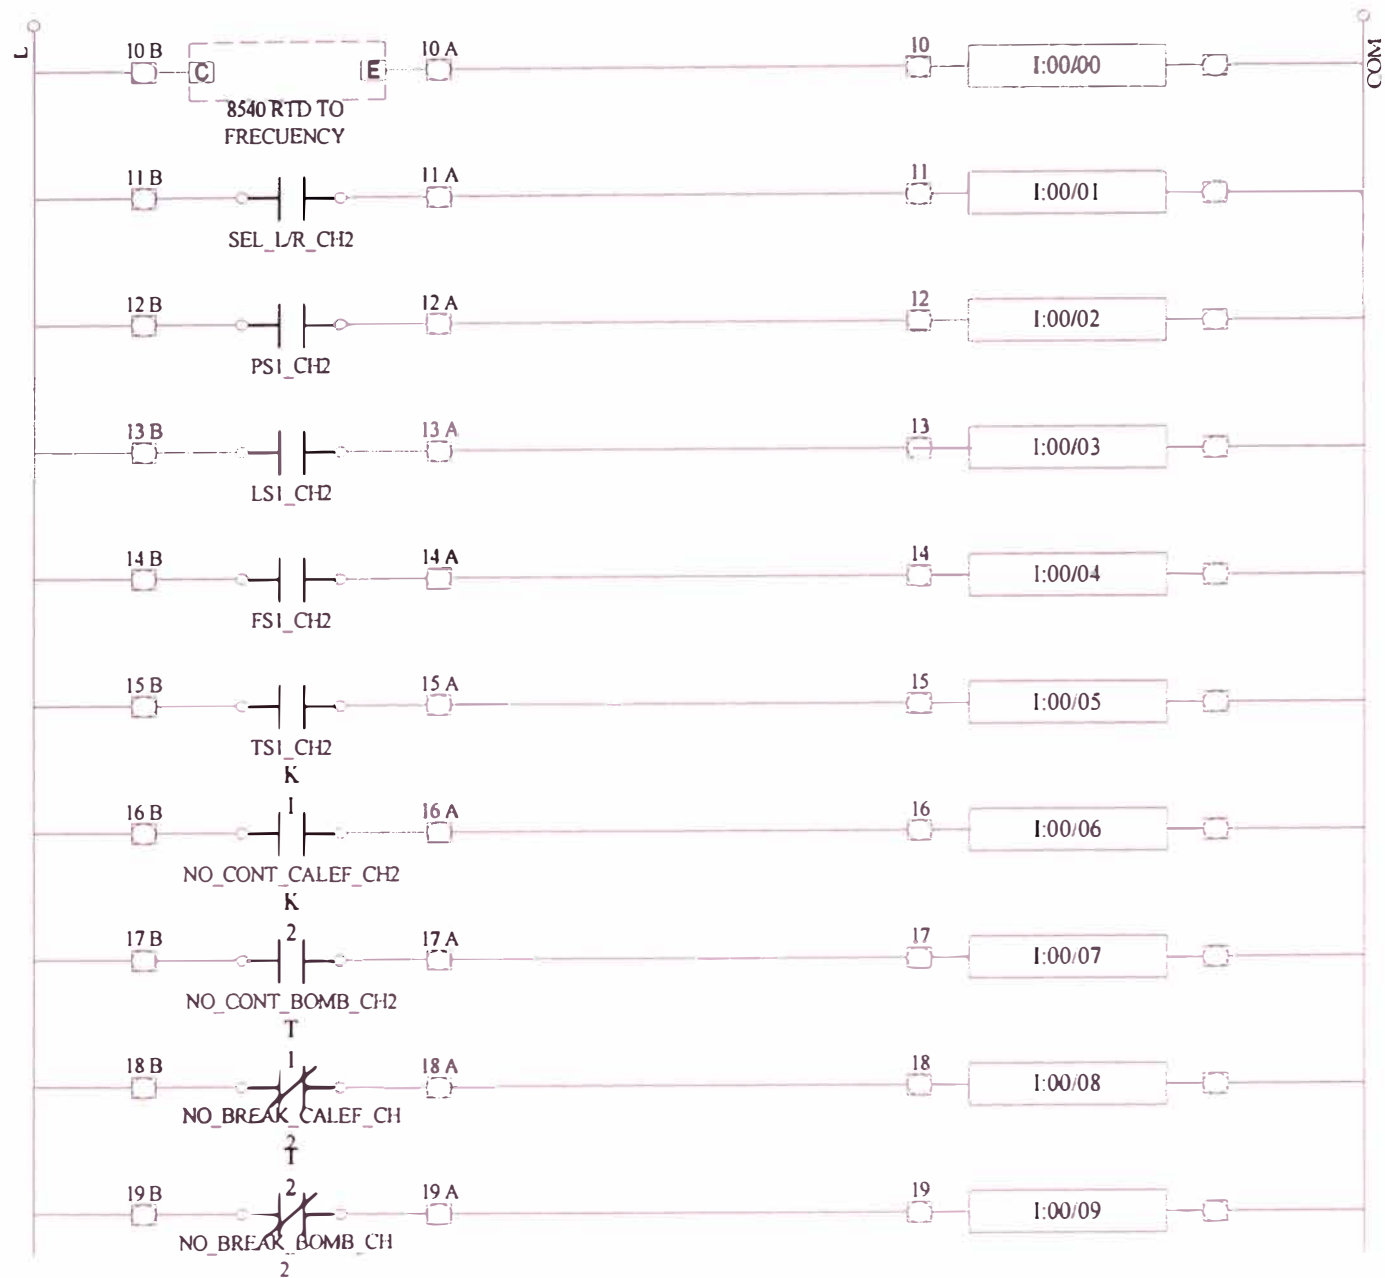 L
COM
10 B
C
E
10 A
10
I:00/00
8540 RTD TO
FRECUENCY
11 B
11 A
11
I:00/01
SEL_L/R_CH2
12 B
12 A
12
I:00/02
PS1_CH2
13 B
13 A
13
I:00/03
LS1_CH2
14 B
14 A
14
I:00/04
FS1_CH2
15 B
15 A
15
I:00/05
TS1_CH2
K
1
16 B
16 A
16
I:00/06
NO_CONT_CALEF_CH2
K
2
17 B
17 A
17
I:00/07
NO_CONT_BOMB_CH2
T
1
18 B
18 A
18
I:00/08
NO_BREAK_CALEF_CH
2
T
2
19 B
19 A
19
I:00/09
NO_BREAK_BOMB_CH
2